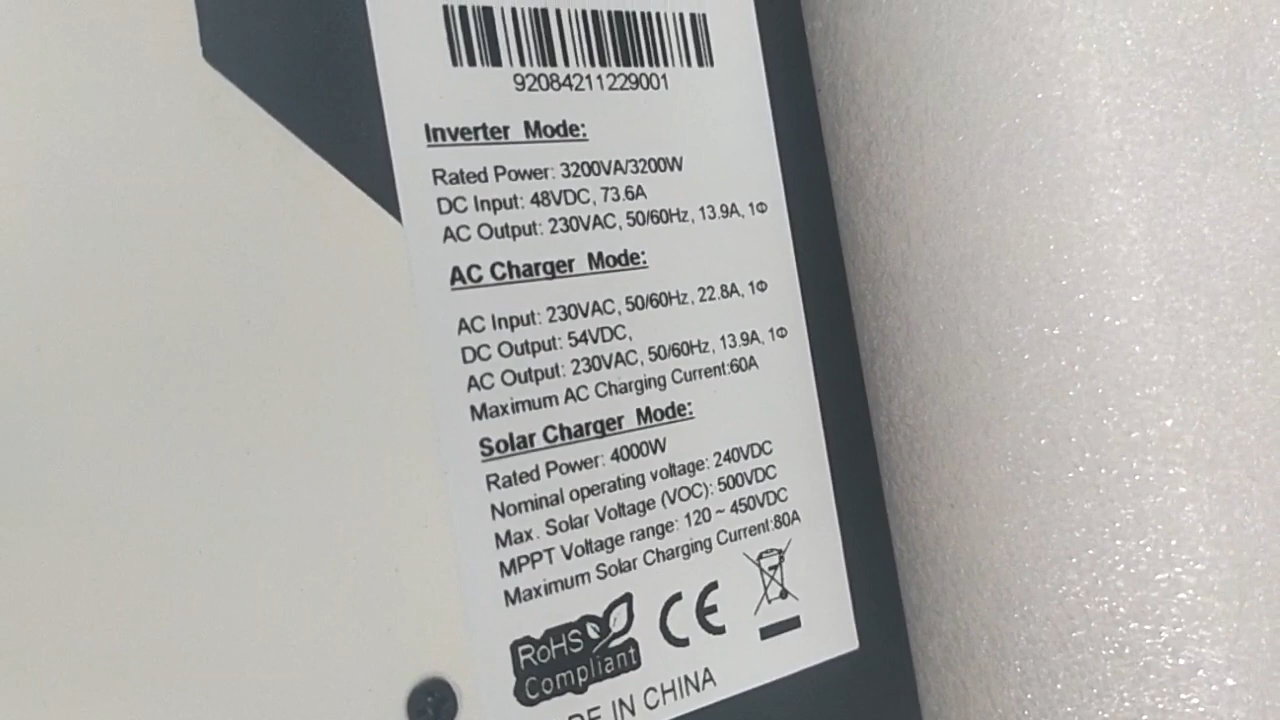 92084211229001
Inverter Mode:
Rated Power: 3200VA/3200W
DC Input: 48VDC, 73.6A
AC Output: 230VAC, 50/60Hz, 13.9A, 1Φ
AC Charger Mode:
AC Input: 230VAC, 50/60Hz, 22.8A, 1Φ
DC Output: 54VDC,
AC Output: 230VAC, 50/60Hz, 13.9A, 1Φ
Maximum AC Charging Current:60A
Solar Charger Mode:
Rated Power: 4000W
Nominal operating voltage: 240VDC
Max. Solar Voltage (VOC): 500VDC
MPPT Voltage range: 120 ~ 450VDC
Maximum Solar Charging Current:80A
RoHS
Compliant
CE
DE IN CHINA